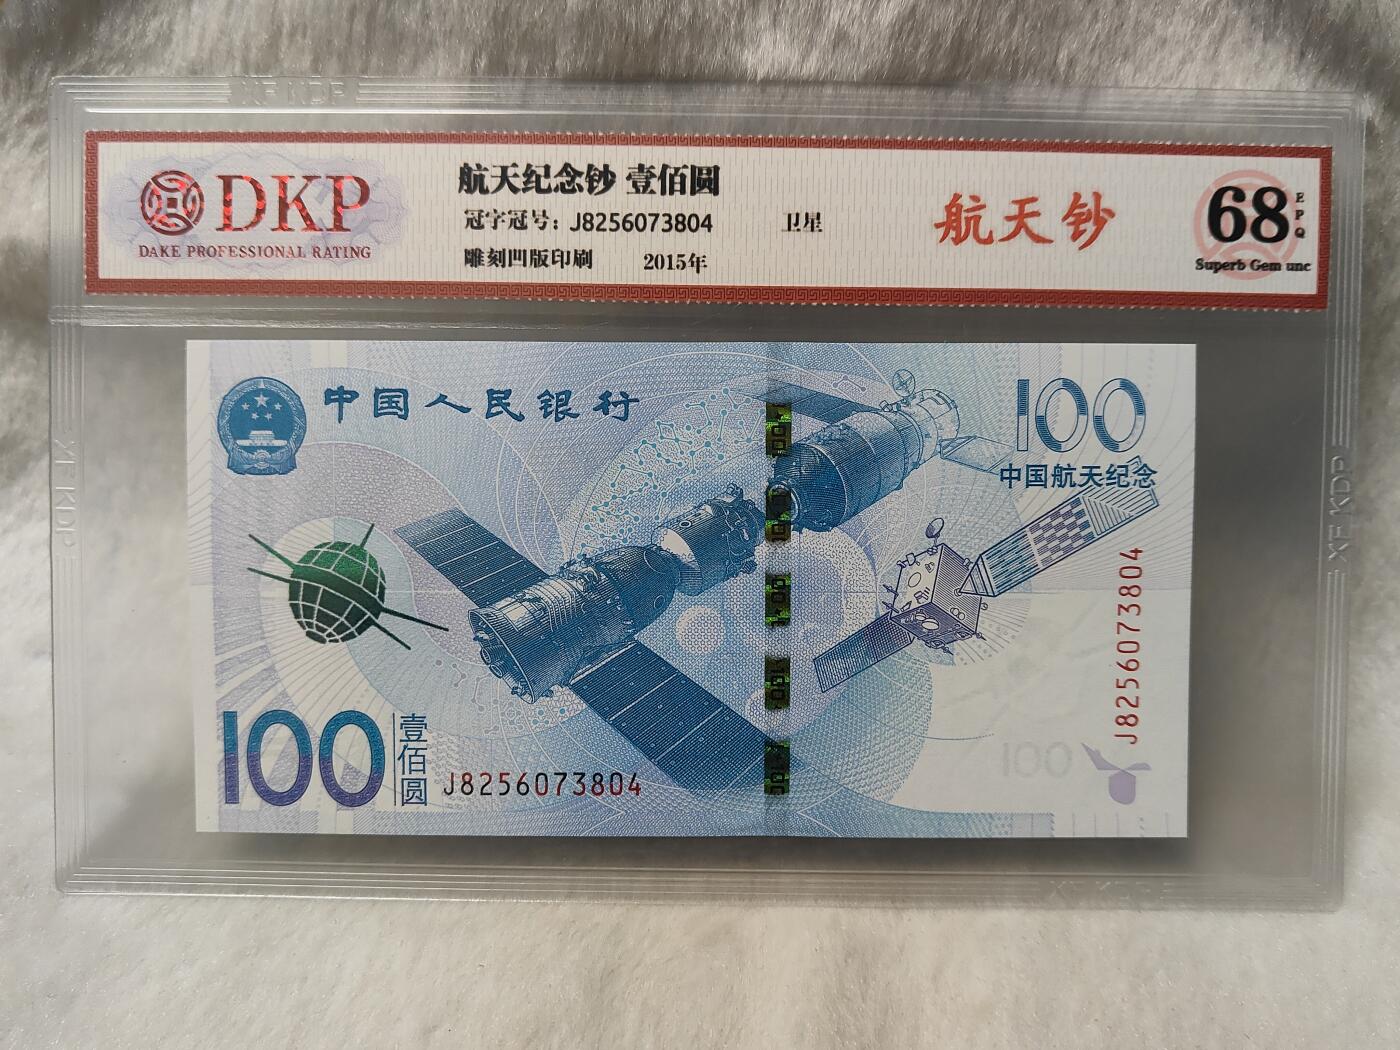 DKP
DAKE PROFESSIONAL RATING
航天纪念钞 壹佰圆
冠字冠号：J8256073804 卫星
雕刻凹版印刷 2015年
航天钞
68
EPQ
Superb Gem unc
中国人民银行
100
中国航天纪念
J8256073804
100
壹佰圆
J8256073804
100
XF KDP